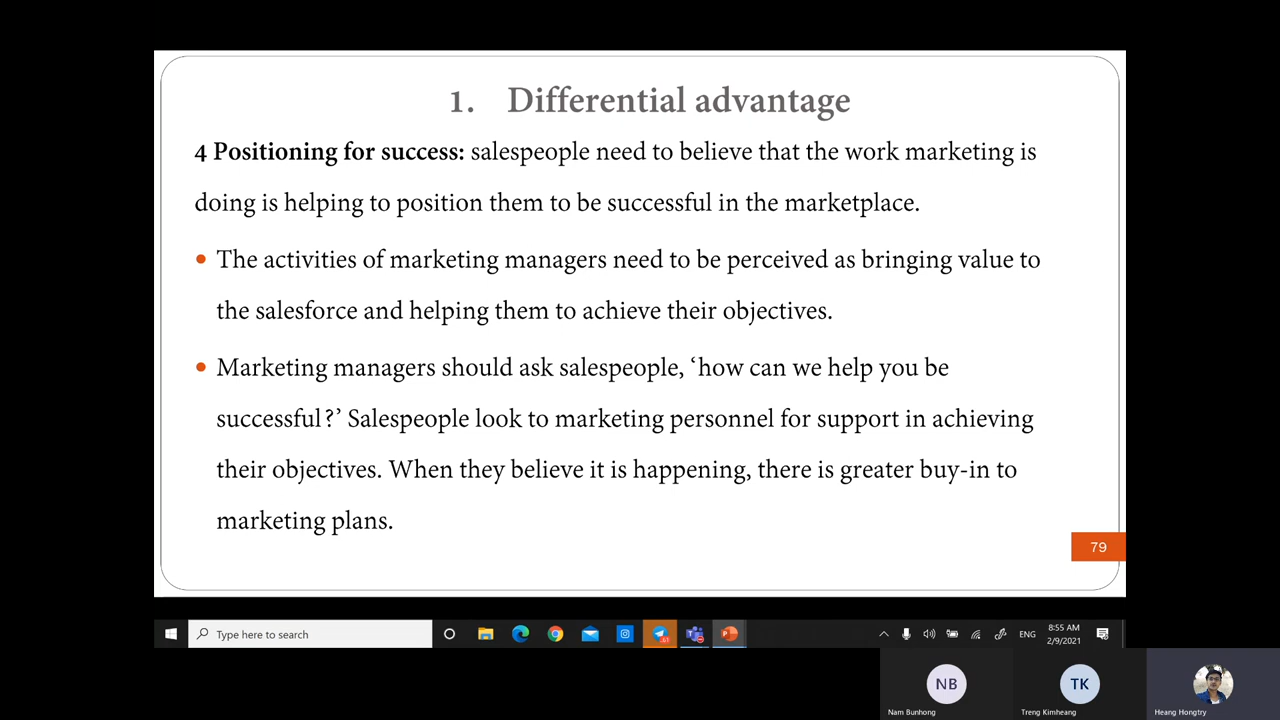 1. Differential advantage
4 Positioning for success: salespeople need to believe that the work marketing is
doing is helping to position them to be successful in the marketplace.
• The activities of marketing managers need to be perceived as bringing value to
the salesforce and helping them to achieve their objectives.
• Marketing managers should ask salespeople, ‘how can we help you be
successful?’ Salespeople look to marketing personnel for support in achieving
their objectives. When they believe it is happening, there is greater buy-in to
marketing plans.
79
Type here to search
ENG
8:55 AM
2/9/2021
NB
TK
Nam Bunhong
Treng Kimheang
Heang Hongtry